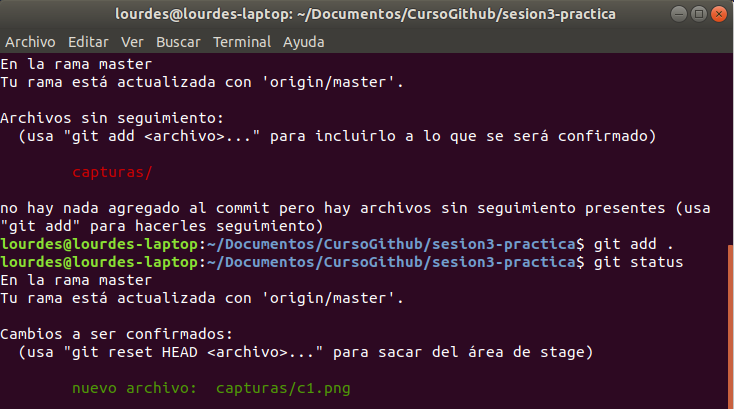 lourdes@lourdes-laptop: ~/Documentos/CursoGithub/sesion3-practica
Archivo Editar Ver Buscar Terminal Ayuda
En la rama master
Tu rama está actualizada con 'origin/master'.
Archivos sin seguimiento:
(usa "git add <archivo>..." para incluirlo a lo que se será confirmado)
capturas/
no hay nada agregado al commit pero hay archivos sin seguimiento presentes (usa
"git add" para hacerles seguimiento)
lourdes@lourdes-laptop:~/Documentos/CursoGithub/sesion3-practica$ git add .
lourdes@lourdes-laptop:~/Documentos/CursoGithub/sesion3-practica$ git status
En la rama master
Tu rama está actualizada con 'origin/master'.
Cambios a ser confirmados:
(usa "git reset HEAD <archivo>..." para sacar del área de stage)
nuevo archivo: capturas/c1.png